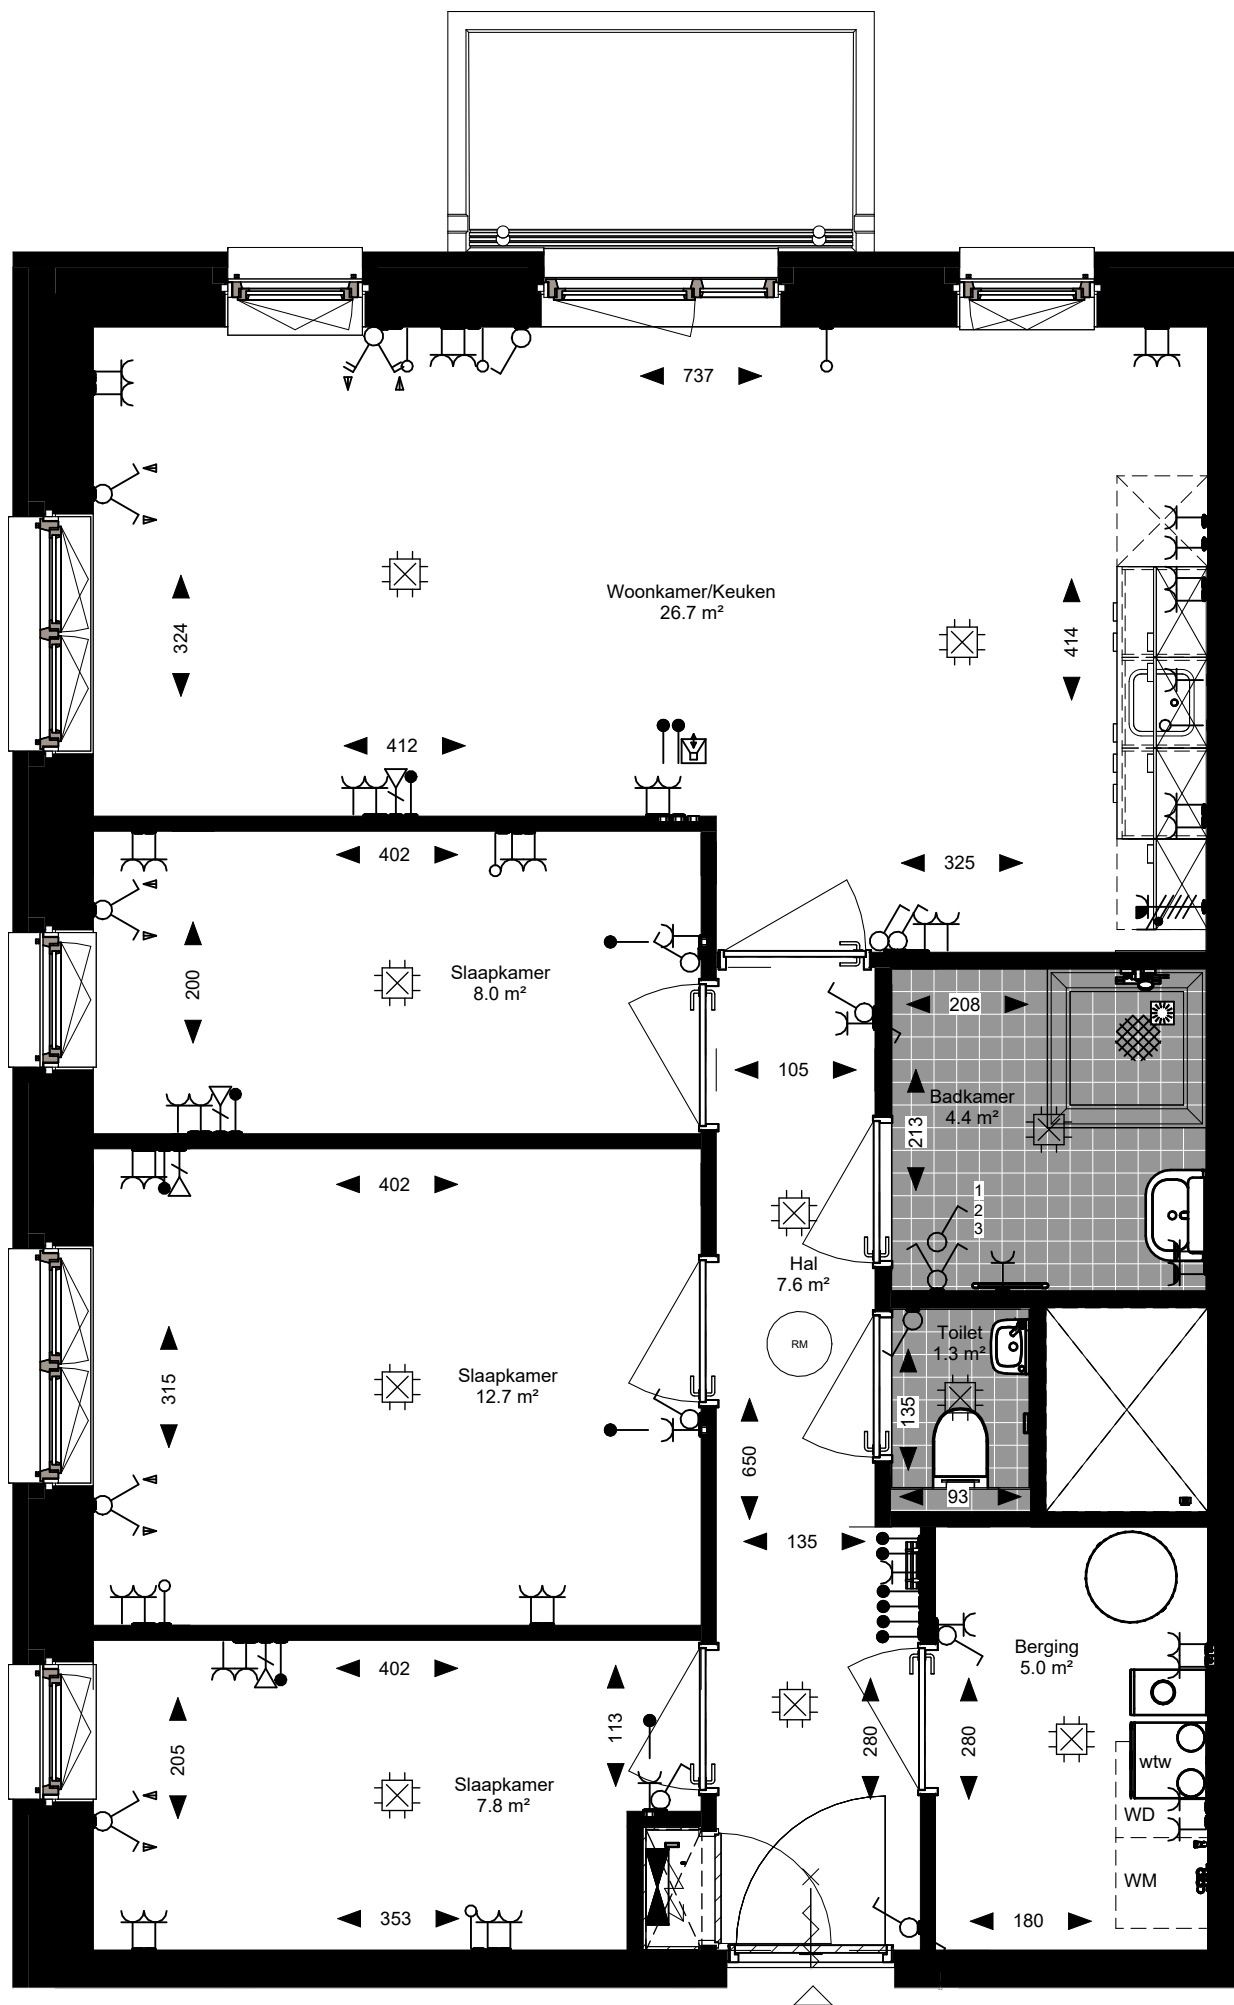 737
Woonkamer/Keuken
26.7 m²
324
414
412
402
325
200
Slaapkamer
8.0 m²
208
105
Badkamer
4.4 m²
213
402
1
2
3
Hal
7.6 m²
RM
Toilet
1.3 m²
315
Slaapkamer
12.7 m²
135
650
93
135
Berging
5.0 m²
402
113
205
280
280
wtw
Slaapkamer
7.8 m²
WD
WM
353
180